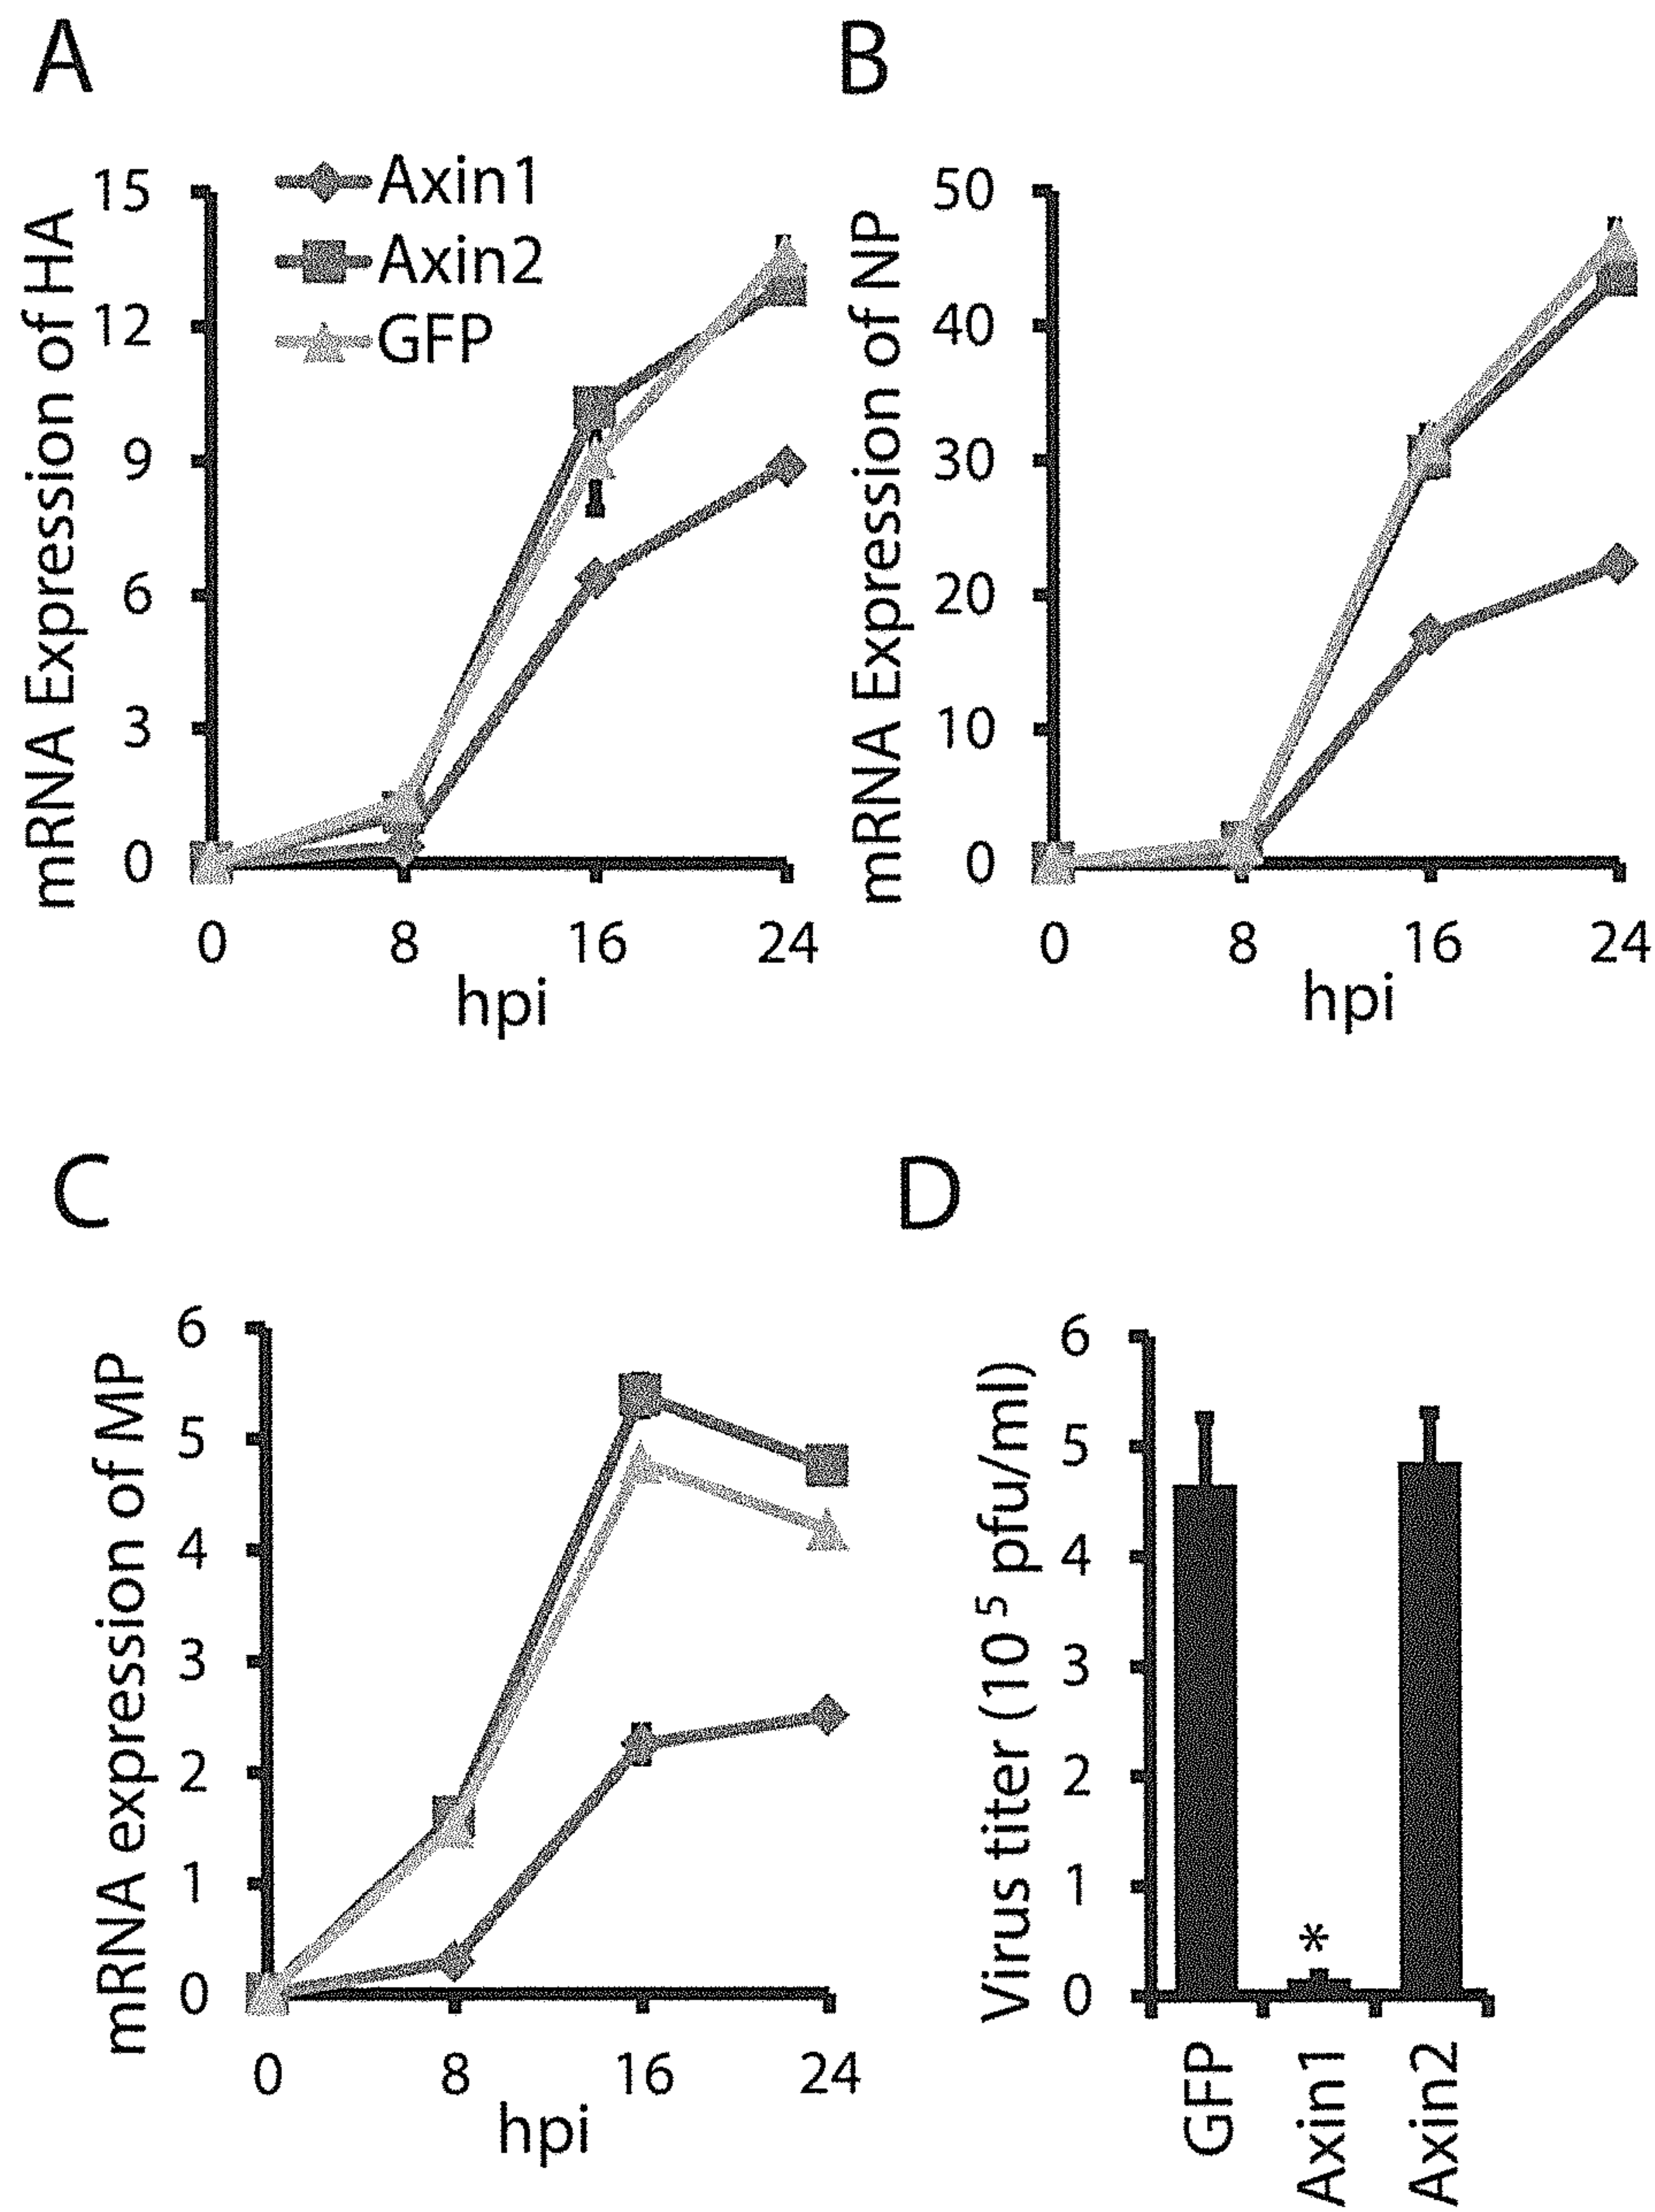 A
mRNA Expression of HA
15
12
9
6
3
0
Axin1
Axin2
GFP
0 8 16 24
hpi
B
mRNA Expression of NP
50
40
30
20
10
0
0 8 16 24
hpi
C
mRNA expression of MP
6
5
4
3
2
1
0
0 8 16 24
hpi
D
Virus titer (10 5 pfu/ml)
6
5
4
3
2
1
0
*
GFP
Axin1
Axin2